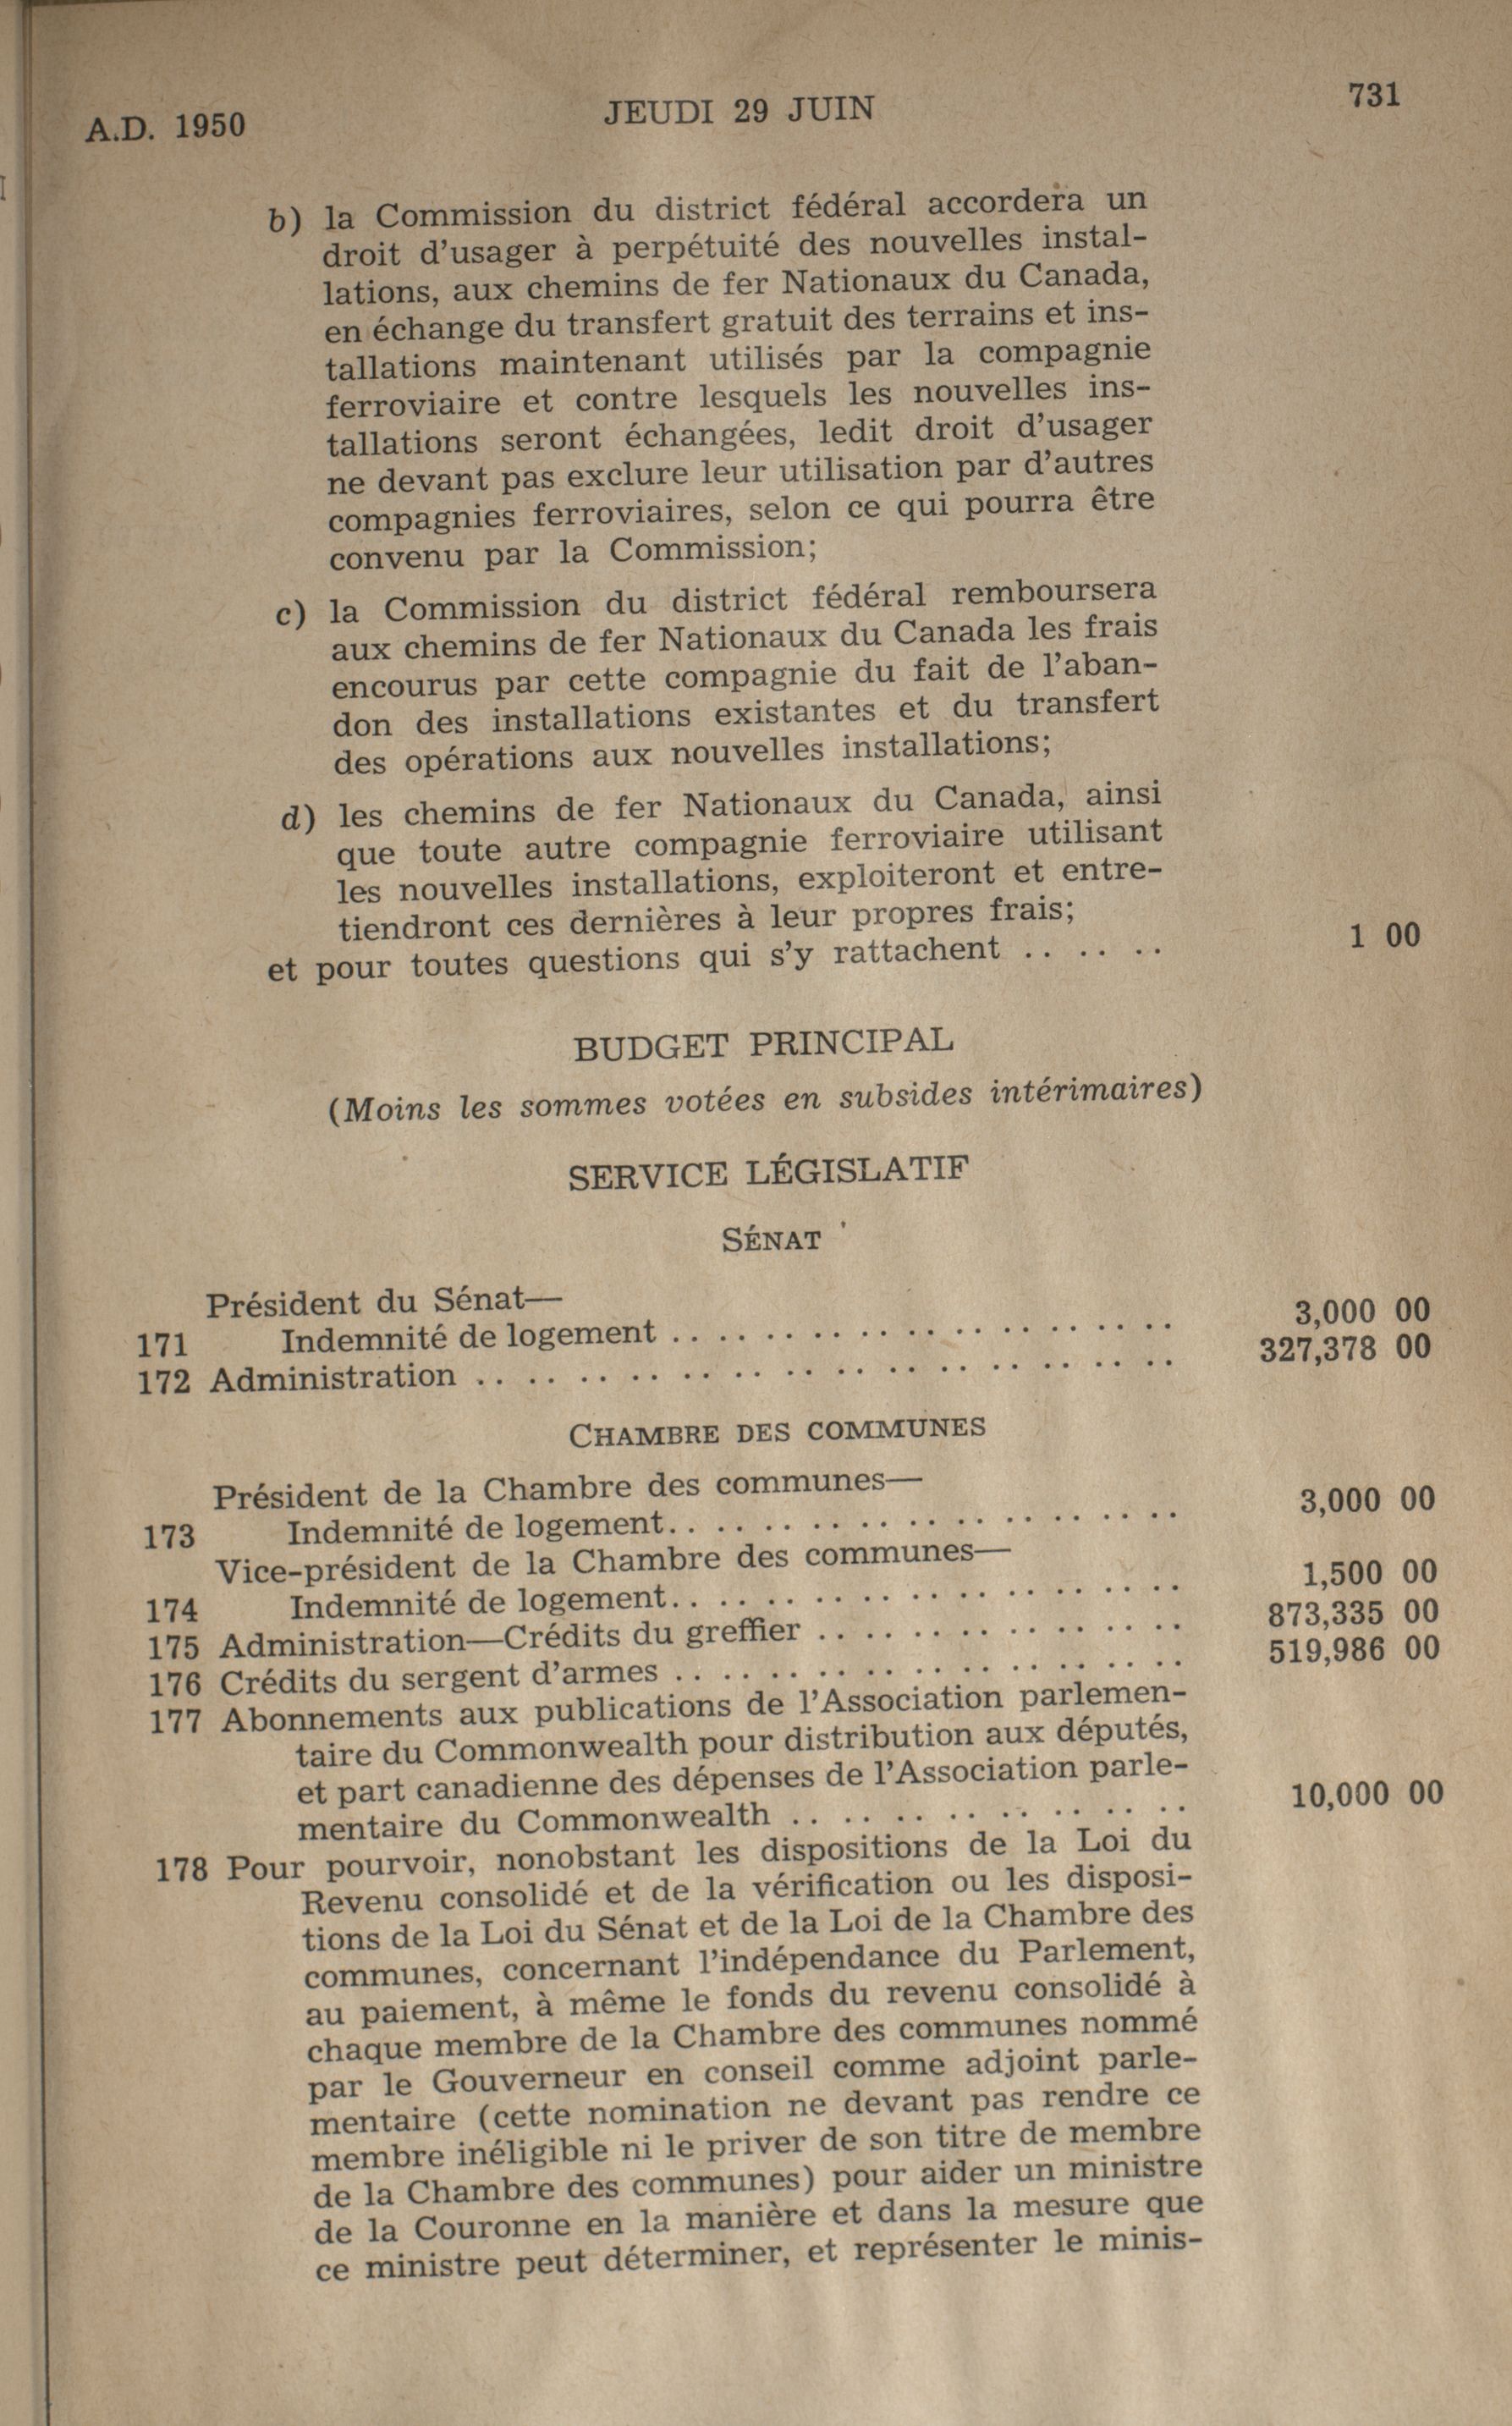 A.D. 1950 JEUDI 29 JUIN 731
b) la Commission du district fédéral accordera un
droit d'usager à perpétuité des nouvelles instal-
lations, aux chemins de fer Nationaux du Canada,
en échange du transfert gratuit des terrains et ins-
tallations maintenant utilisés par la compagnie
ferroviaire et contre lesquels les nouvelles ins-
tallations seront échangées, ledit droit d'usager
ne devant pas exclure leur utilisation par d'autres
compagnies ferroviaires, selon ce qui pourra être
convenu par la Commission;
c) la Commission du district fédéral remboursera
aux chemins de fer Nationaux du Canada les frais
encourus par cette compagnie du fait de l'aban-
don des installations existantes et du transfert
des opérations aux nouvelles installations;
d) les chemins de fer Nationaux du Canada, ainsi
que toute autre compagnie ferroviaire utilisant
les nouvelles installations, exploiteront et entre-
tiendront ces dernières à leur propres frais;
et pour toutes questions qui s'y rattachent .. .. .. 1 00
BUDGET PRINCIPAL
(Moins les sommes votées en subsides intérimaires)
SERVICE LÉGISLATIF
SÉNAT
Président du Sénat—
171 Indemnité de logement .. .. .. .. .. .. .. .. .. .. .. 3,000 00
172 Administration .. .. .. .. .. .. .. .. .. .. .. .. .. .. 327,378 00
CHAMBRE DES COMMUNES
Président de la Chambre des communes—
173 Indemnité de logement.. .. .. .. .. .. .. .. .. .. .. 3,000 00
Vice-président de la Chambre des communes—
174 Indemnité de logement.. .. .. .. .. .. .. .. .. .. .. 1,500 00
175 Administration—Crédits du greffier .. .. .. .. .. .. .. .. 873,335 00
176 Crédits du sergent d'armes .. .. .. .. .. .. .. .. .. .. .. 519,986 00
177 Abonnements aux publications de l'Association parlemen-
taire du Commonwealth pour distribution aux députés,
et part canadienne des dépenses de l'Association parle-
mentaire du Commonwealth .. .. .. .. .. .. .. .. 10,000 00
178 Pour pourvoir, nonobstant les dispositions de la Loi du
Revenu consolidé et de la vérification ou les disposi-
tions de la Loi du Sénat et de la Loi de la Chambre des
communes, concernant l'indépendance du Parlement,
au paiement, à même le fonds du revenu consolidé à
chaque membre de la Chambre des communes nommé
par le Gouverneur en conseil comme adjoint parle-
mentaire (cette nomination ne devant pas rendre ce
membre inéligible ni le priver de son titre de membre
de la Chambre des communes) pour aider un ministre
de la Couronne en la manière et dans la mesure que
ce ministre peut déterminer, et représenter le minis-